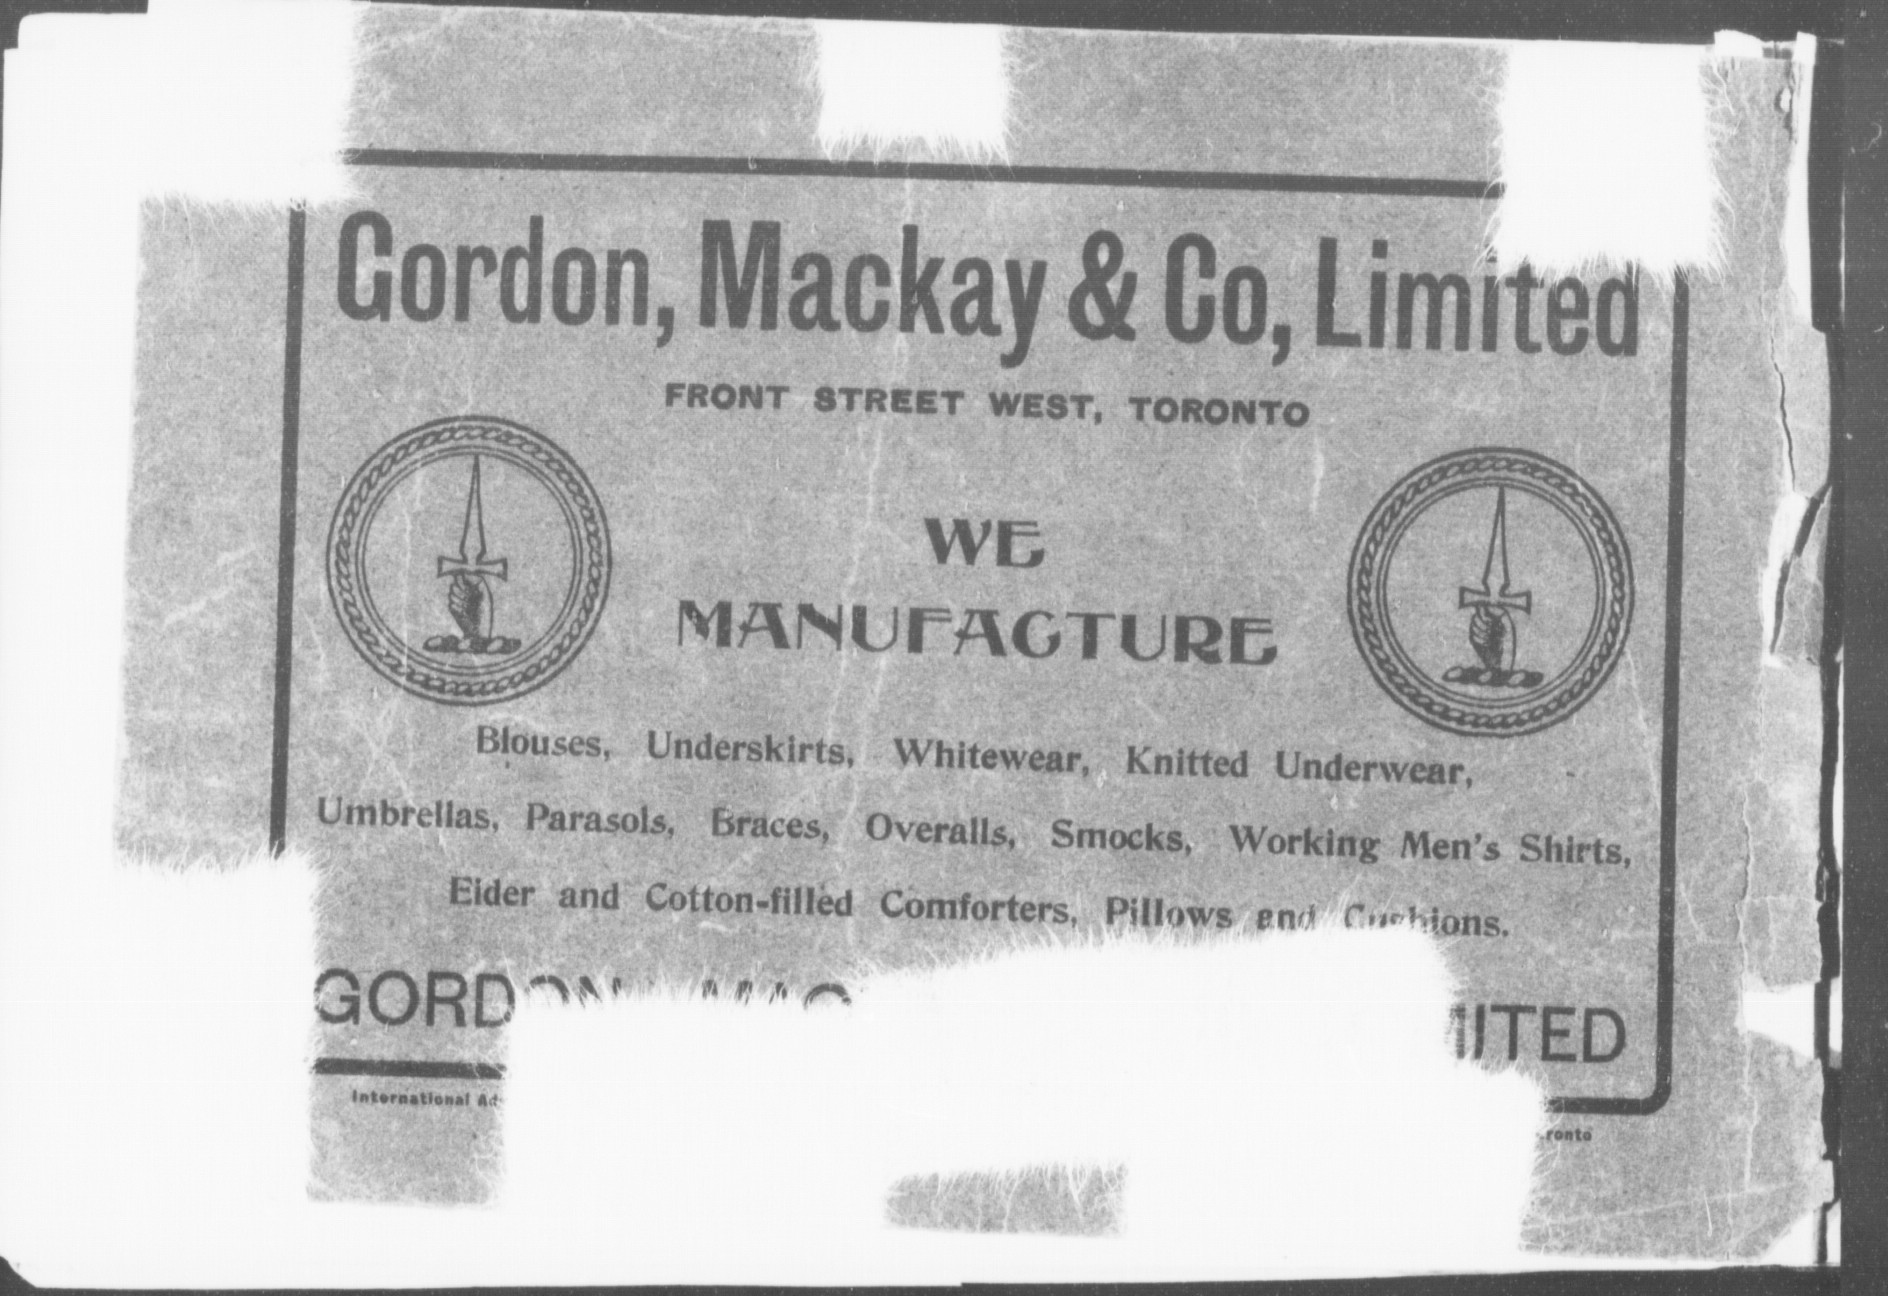 Gordon, Mackay & Co, Limited
FRONT STREET WEST, TORONTO
WE
MANUFACTURE
Blouses, Underskirts, Whitewear, Knitted Underwear,
Umbrellas, Parasols, Braces, Overalls, Smocks, Working Men's Shirts,
Eider and Cotton-filled Comforters, Pillows and Cushions.
GORDON
International